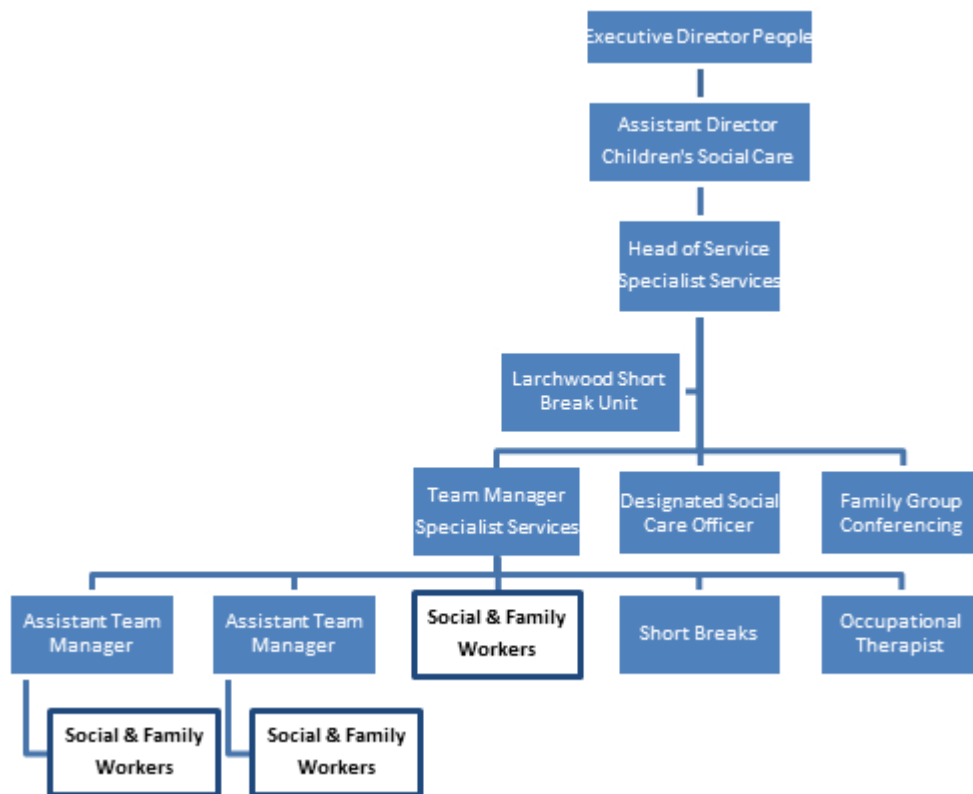 Executive Director People
Assistant Director
Children's Social Care
Head of Service
Specialist Services
Larchwood Short
Break Unit
Team Manager
Specialist Services
Designated Social
Care Officer
Family Group
Conferencing
Assistant Team
Manager
Assistant Team
Manager
Social & Family
Workers
Short Breaks
Occupational
Therapist
Social & Family
Workers
Social & Family
Workers